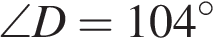 ∠D = 104°